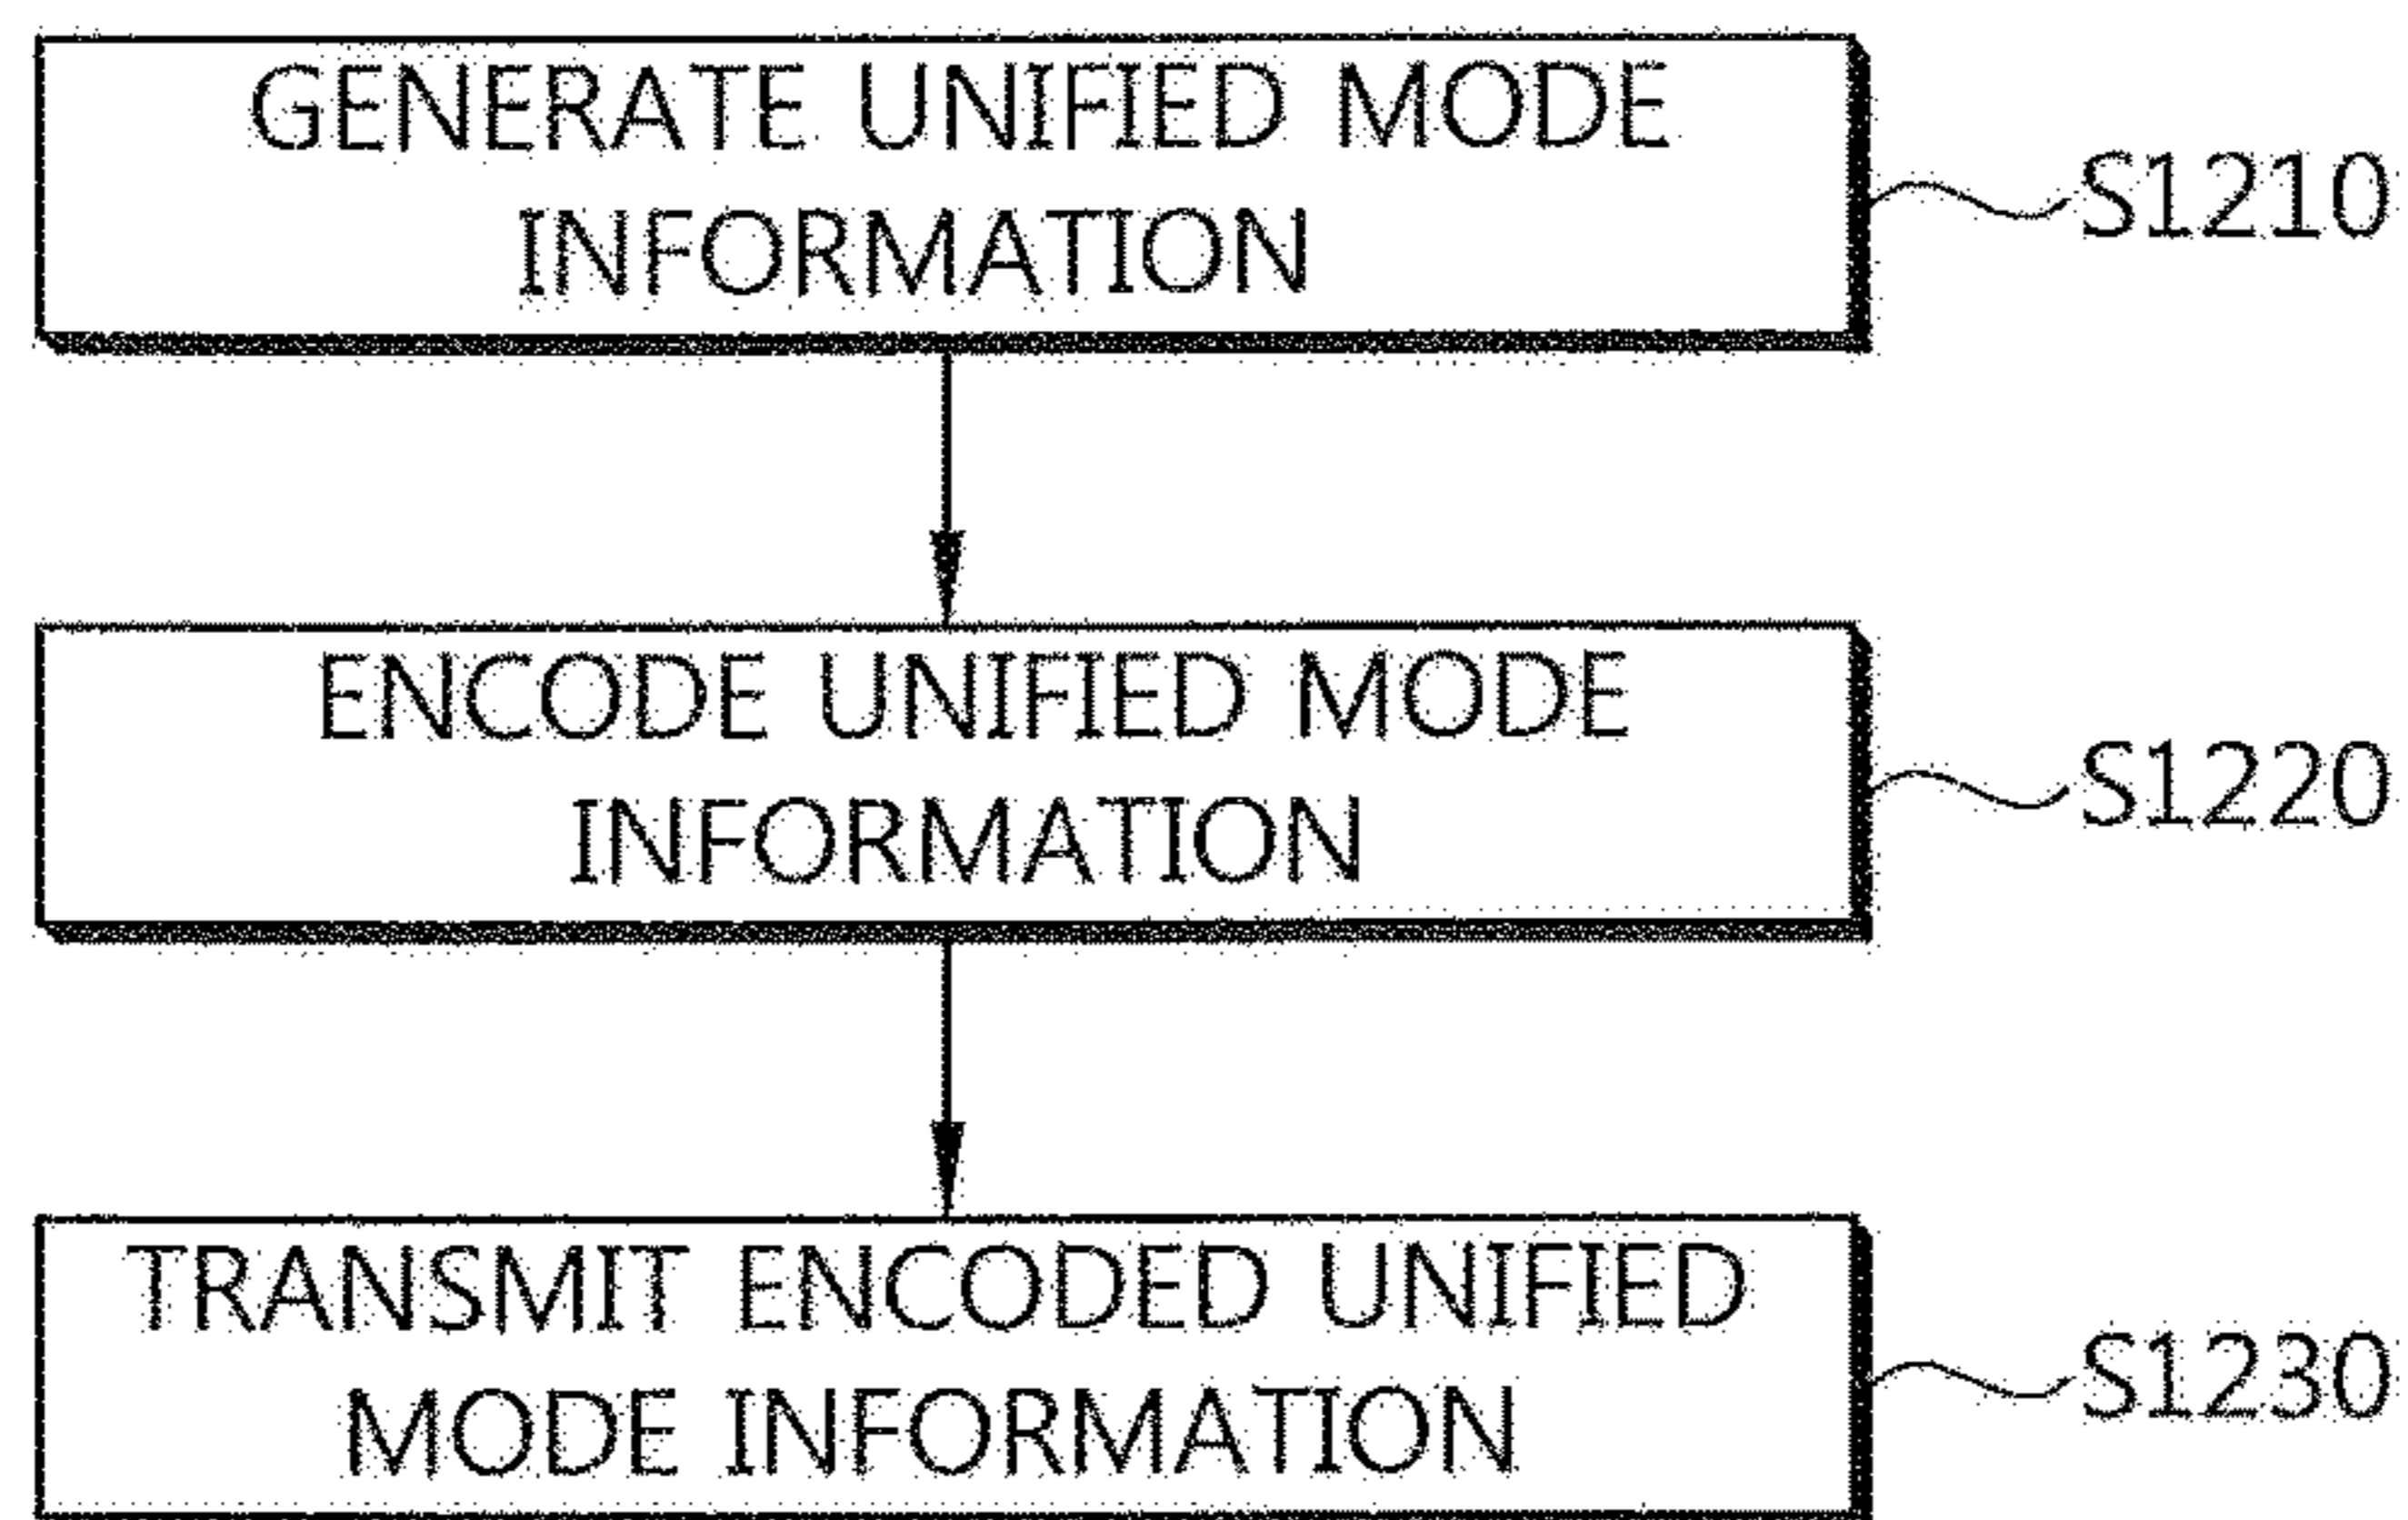 GENERATE UNIFIED MODE
INFORMATION
S1210
ENCODE UNIFIED MODE
INFORMATION
S1220
TRANSMIT ENCODED UNIFIED
MODE INFORMATION
S1230